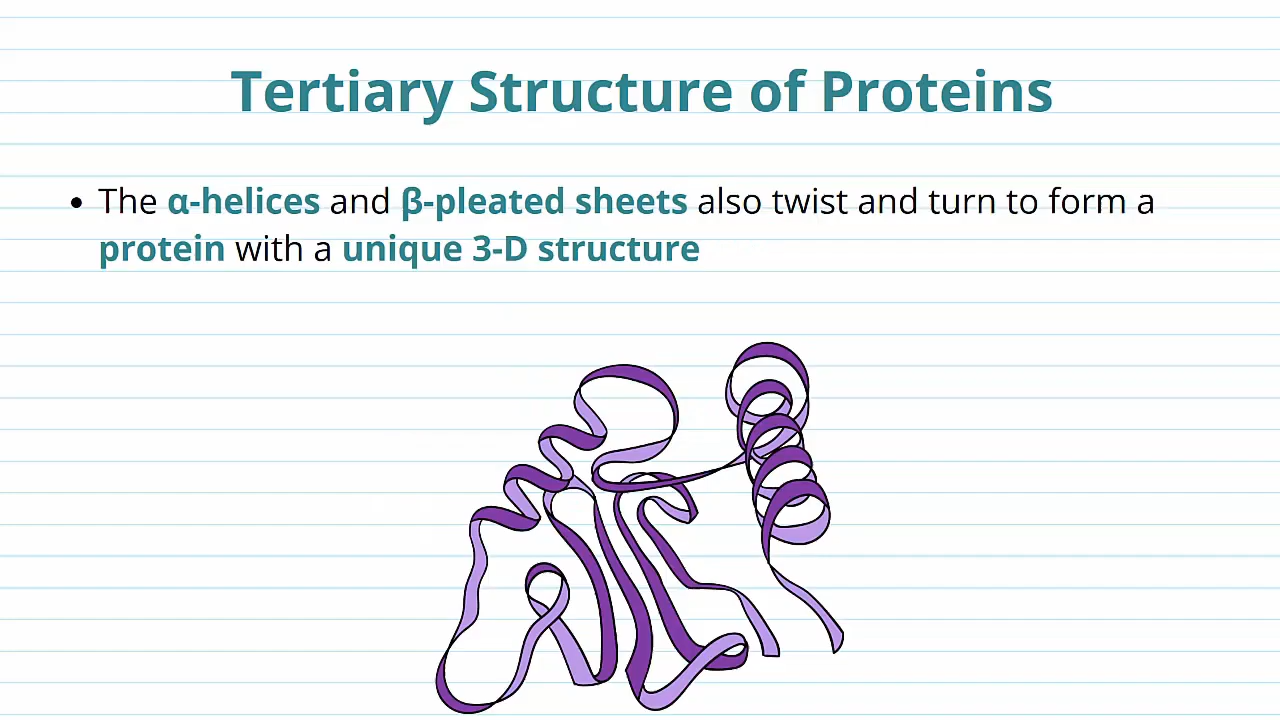 Tertiary Structure of Proteins
• The α-helices and β-pleated sheets also twist and turn to form a
protein with a unique 3-D structure